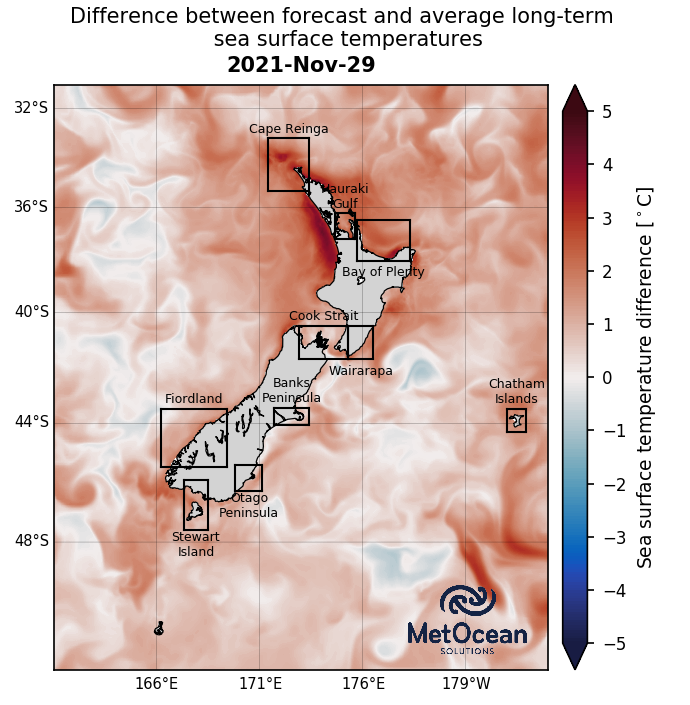 Difference between forecast and average long-term
sea surface temperatures
2021-Nov-29
32°S
36°S
40°S
44°S
48°S
Cape Reinga
Hauraki
Gulf
Bay of Plenty
Cook Strait
Wairarapa
Banks
Peninsula
Fiordland
Chatham
Islands
Otago
Peninsula
Stewart
Island
MetOcean
SOLUTIONS
166°E
171°E
176°E
179°W
5
4
3
2
1
0
−1
−2
−3
−4
−5
Sea surface temperature difference [°C]